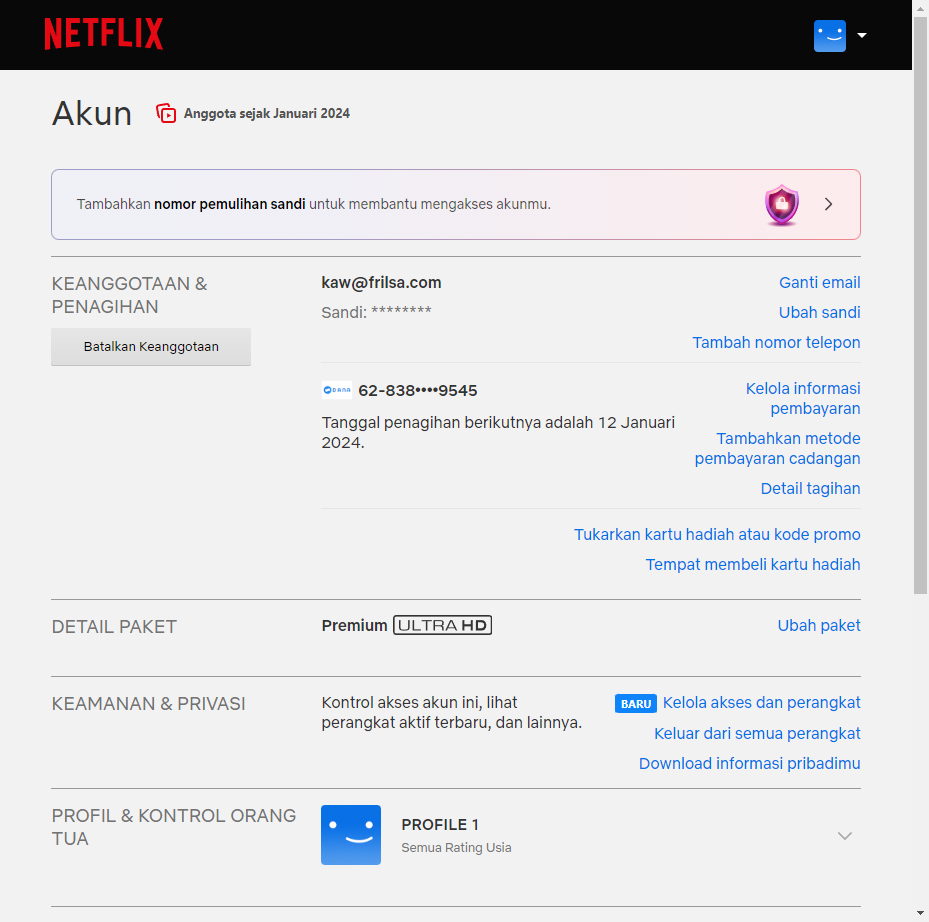 NETFLIX
Akun
Anggota sejak Januari 2024
Tambahkan nomor pemulihan sandi untuk membantu mengakses akunmu.
KEANGGOTAAN &
PENAGIHAN
Batalkan Keanggotaan
kaw@frilsa.com
Ganti email
Sandi: ********
Ubah sandi
Tambah nomor telepon
DANA 62-838••••9545
Kelola informasi
pembayaran
Tanggal penagihan berikutnya adalah 12 Januari
2024.
Tambahkan metode
pembayaran cadangan
Detail tagihan
Tukarkan kartu hadiah atau kode promo
Tempat membeli kartu hadiah
DETAIL PAKET
Premium ULTRA HD
Ubah paket
KEAMANAN & PRIVASI
Kontrol akses akun ini, lihat
perangkat aktif terbaru, dan lainnya.
BARU Kelola akses dan perangkat
Keluar dari semua perangkat
Download informasi pribadimu
PROFIL & KONTROL ORANG
TUA
PROFILE 1
Semua Rating Usia